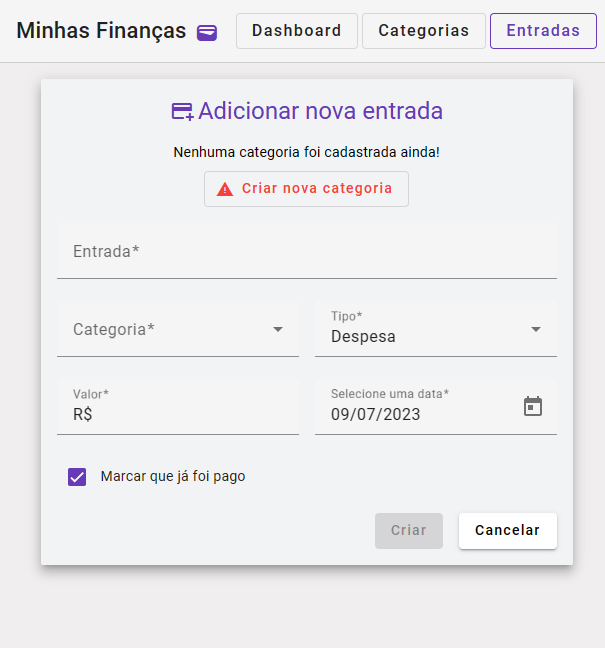 Minhas Finanças
Dashboard
Categorias
Entradas
Adicionar nova entrada
Nenhuma categoria foi cadastrada ainda!
Criar nova categoria
Entrada*
Categoria*
Tipo*
Despesa
Valor*
R$
Selecione uma data*
09/07/2023
Marcar que já foi pago
Criar
Cancelar